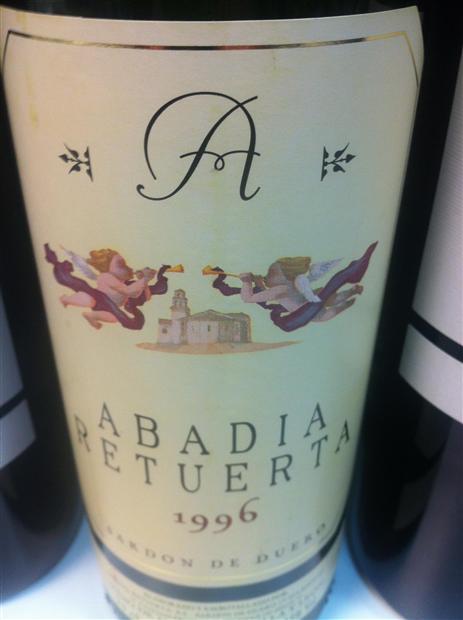 A
ABADIA
RETUERTA
1996
SARDON DE DUERO